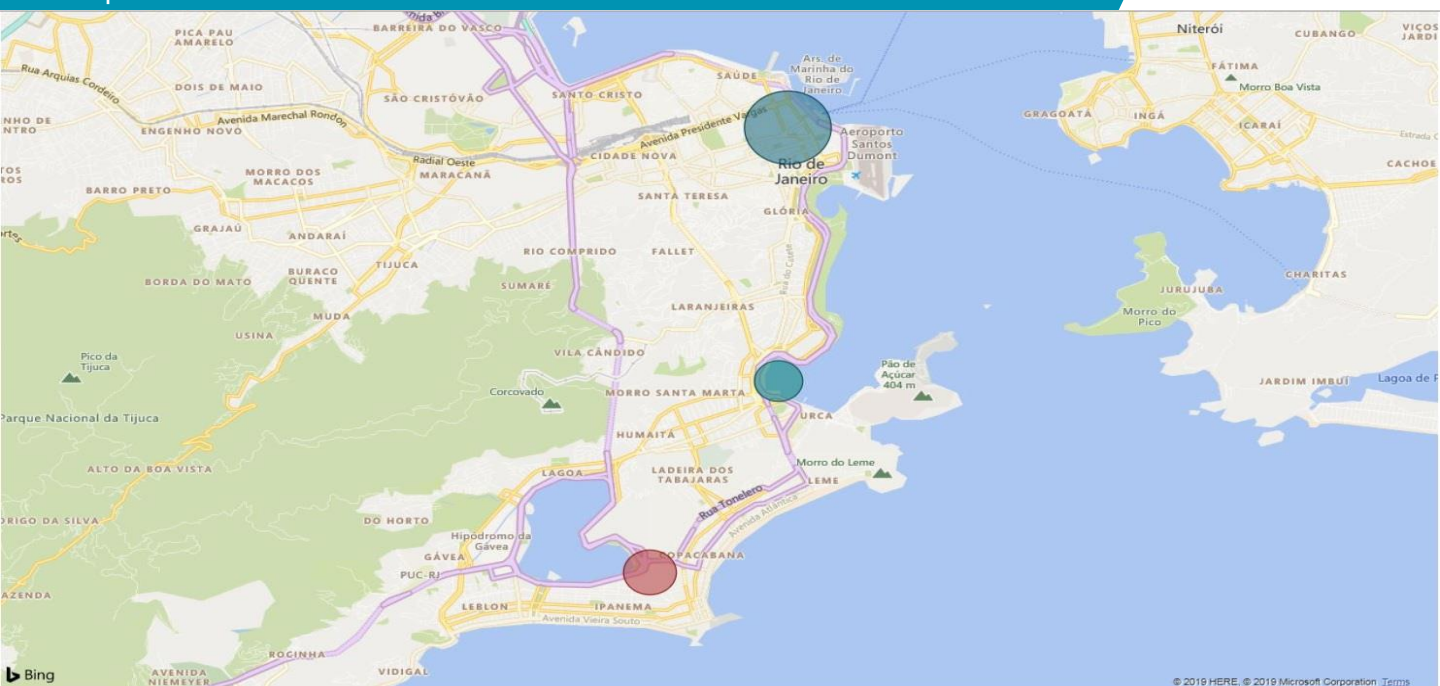 PICA PAU
AMARELO
BARREIRA DO VASCO
Niterói
CUBANGO
Rua Arquias Cordeiro
DOIS DE MAIO
SÃO CRISTÓVÃO
SANTO CRISTO
SAÚDE
Ars. de
Marinha do
Rio de
Janeiro
FÁTIMA
Morro Boa Vista
Avenida Marechal Rondon
ENGENHO NOVO
Avenida Presidente Vargas
Aeroporto
Santos
Dumont
GRAGOATÁ
INGÁ
ICARAÍ
Radial Oeste
CIDADE NOVA
Rio de
Janeiro
MORRO DOS
MACACOS
MARACANÃ
BARRO PRETO
SANTA TERESA
GLÓRIA
GRAJAÚ
ANDARAÍ
RIO COMPRIDO
FALLET
Rua do Catete
TIJUCA
BORDA DO MATO
BURACO
QUENTE
SUMARÉ
CHARITAS
JURUJUBA
MUDA
LARANJEIRAS
Morro do
Pico
USINA
VILA CÂNDIDO
Pico da
Tijuca
Corcovado
MORRO SANTA MARTA
Pão de
Açúcar
404 m
JARDIM IMBUÍ
Lagoa de
Parque Nacional da Tijuca
URCA
HUMAITÁ
ALTO DA BOA VISTA
LAGOA
LADEIRA DOS
TABAJARAS
Morro do Leme
LEME
Rua Tonelero
Avenida Atlântica
RIGO DA SILVA
DO HORTO
Hipódromo da
Gávea
GÁVEA
COPACABANA
PUC-RJ
AZENDA
LEBLON
IPANEMA
Avenida Vieira Souto
ROCINHA
AVENIDA
NIEMEYER
VIDIGAL
Bing
© 2019 HERE, © 2019 Microsoft Corporation Terms